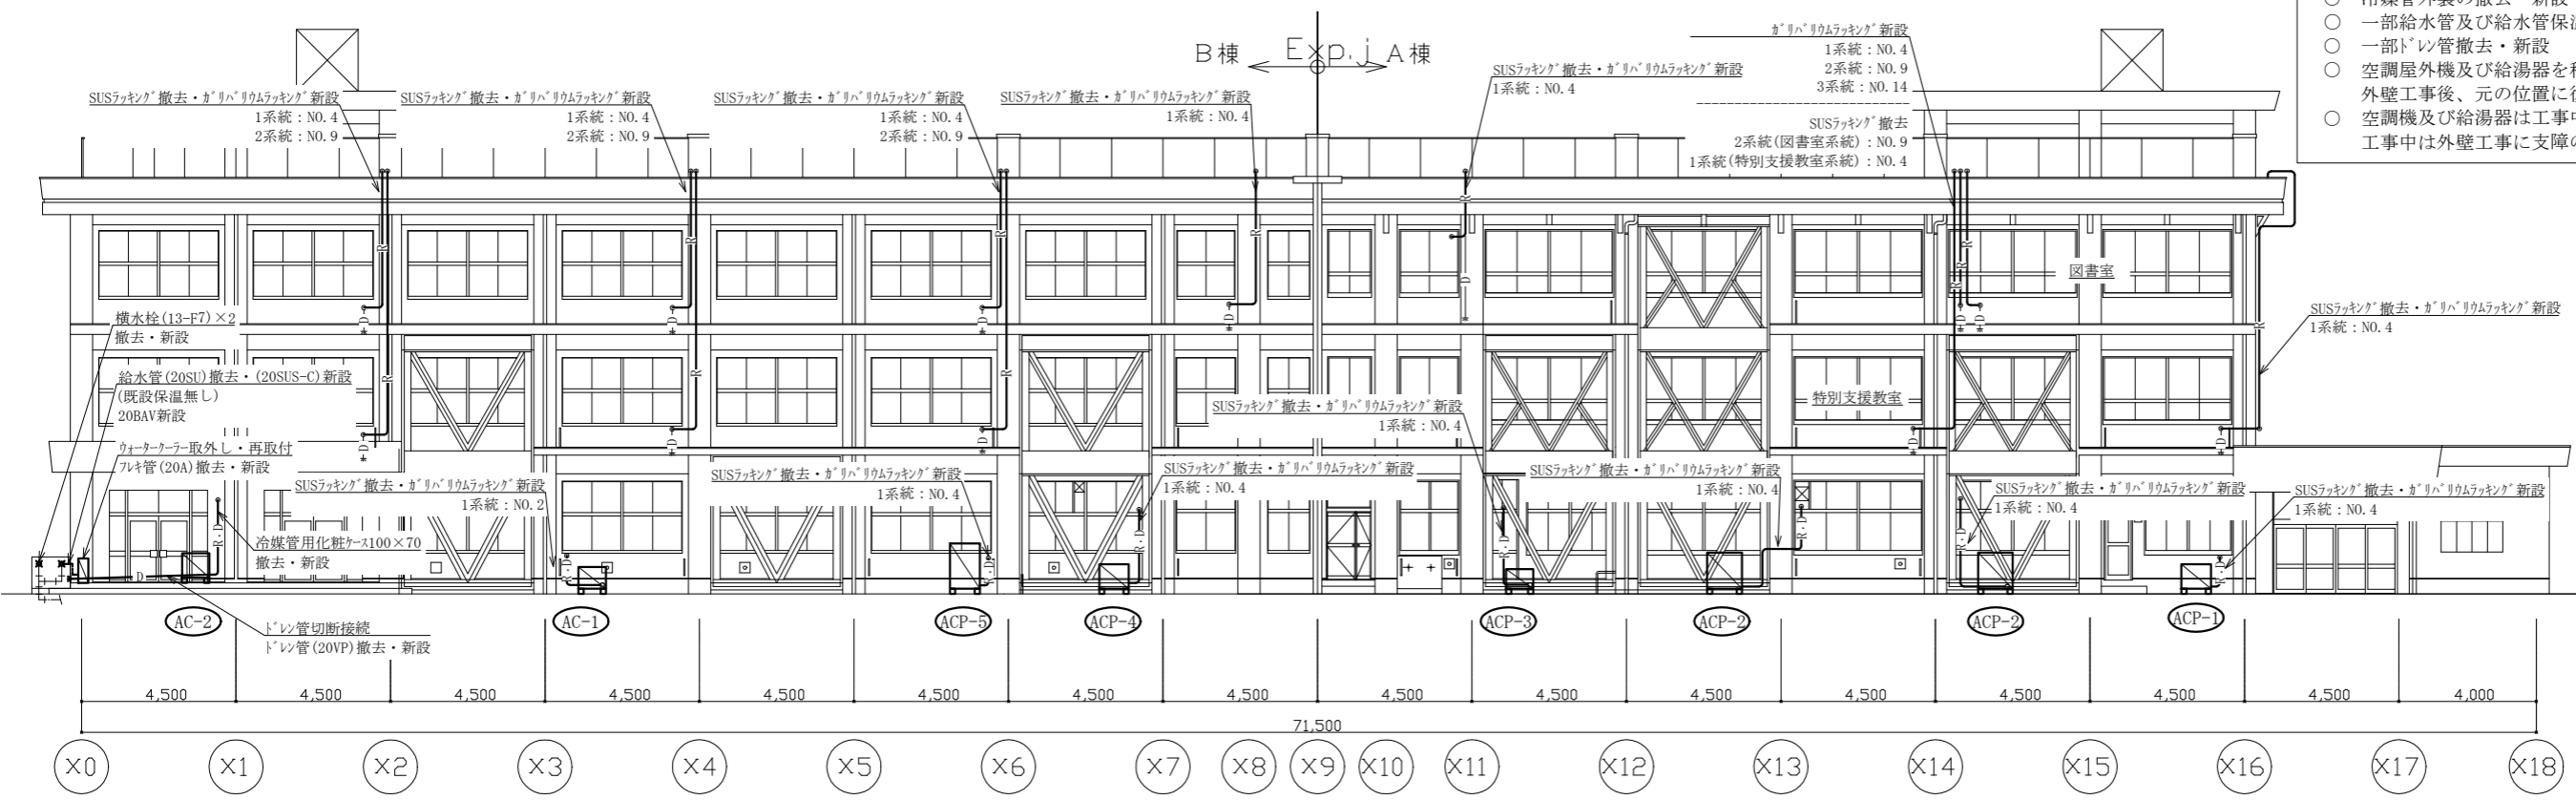 冷媒管外装の撤去・新設
○ 一部給水管及び給水管保温
○ 一部ﾄﾞﾚﾝ管撤去・新設
○ 空調屋外機及び給湯器を
外壁工事後、元の位置に
○ 空調機及び給湯器は工事中
工事中は外壁工事に支障の
B棟 Exp.j A棟
SUSﾗｯｷﾝｸﾞ撤去・ｶﾞﾘﾊﾞﾘｳﾑﾗｯｷﾝｸﾞ新設
1系統：NO.4
2系統：NO.9
SUSﾗｯｷﾝｸﾞ撤去・ｶﾞﾘﾊﾞﾘｳﾑﾗｯｷﾝｸﾞ新設
1系統：NO.4
2系統：NO.9
SUSﾗｯｷﾝｸﾞ撤去・ｶﾞﾘﾊﾞﾘｳﾑﾗｯｷﾝｸﾞ新設
1系統：NO.4
2系統：NO.9
SUSﾗｯｷﾝｸﾞ撤去・ｶﾞﾘﾊﾞﾘｳﾑﾗｯｷﾝｸﾞ新設
1系統：NO.4
SUSﾗｯｷﾝｸﾞ撤去・ｶﾞﾘﾊﾞﾘｳﾑﾗｯｷﾝｸﾞ新設
1系統：NO.4
ｶﾞﾘﾊﾞﾘｳﾑﾗｯｷﾝｸﾞ新設
1系統：NO.4
2系統：NO.9
3系統：NO.14
SUSﾗｯｷﾝｸﾞ撤去
2系統(図書室系統)：NO.9
1系統(特別支援教室系統)：NO.4
図書室
SUSﾗｯｷﾝｸﾞ撤去・ｶﾞﾘﾊﾞﾘｳﾑﾗｯｷﾝｸﾞ新設
1系統：NO.4
横水栓(13-F7)×2
撤去・新設
給水管(20SU)撤去・(20SUS-C)新設
(既設保温無し)
20BAV新設
ｳｫｰﾀｰｸｰﾗｰ取外し・再取付
ﾌﾚｷ管(20A)撤去・新設
特別支援教室
SUSﾗｯｷﾝｸﾞ撤去・ｶﾞﾘﾊﾞﾘｳﾑﾗｯｷﾝｸﾞ新設
1系統：NO.4
SUSﾗｯｷﾝｸﾞ撤去・ｶﾞﾘﾊﾞﾘｳﾑﾗｯｷﾝｸﾞ新設
1系統：NO.2
SUSﾗｯｷﾝｸﾞ撤去・ｶﾞﾘﾊﾞﾘｳﾑﾗｯｷﾝｸﾞ新設
1系統：NO.4
SUSﾗｯｷﾝｸﾞ撤去・ｶﾞﾘﾊﾞﾘｳﾑﾗｯｷﾝｸﾞ新設
1系統：NO.4
SUSﾗｯｷﾝｸﾞ撤去・ｶﾞﾘﾊﾞﾘｳﾑﾗｯｷﾝｸﾞ新設
1系統：NO.4
SUSﾗｯｷﾝｸﾞ撤去・ｶﾞﾘﾊﾞﾘｳﾑﾗｯｷﾝｸﾞ新設
1系統：NO.4
SUSﾗｯｷﾝｸﾞ撤去・ｶﾞﾘﾊﾞﾘｳﾑﾗｯｷﾝｸﾞ新設
1系統：NO.4
冷媒管用化粧ｹｰｽ100×70
撤去・新設
AC-2 AC-1 ACP-5 ACP-4 ACP-3 ACP-2 ACP-2 ACP-1
ﾄﾞﾚﾝ管切断接続
ﾄﾞﾚﾝ管(20VP)撤去・新設
4,500 4,500 4,500 4,500 4,500 4,500 4,500 4,500 4,500 4,500 4,500 4,500 4,500 4,500 4,500 4,000
71,500
X0 X1 X2 X3 X4 X5 X6 X7 X8 X9 X10 X11 X12 X13 X14 X15 X16 X17 X18